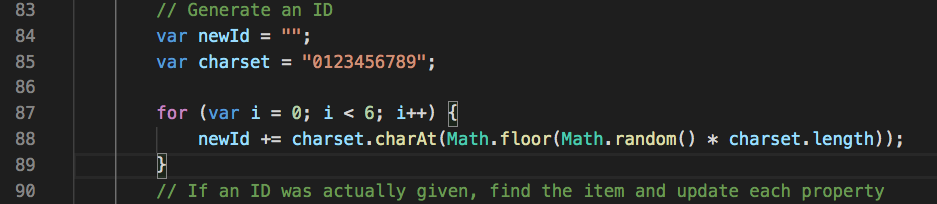 83 // Generate an ID
84 var newId = "";
85 var charset = "0123456789";
86
87 for (var i = 0; i < 6; i++) {
88 newId += charset.charAt(Math.floor(Math.random() * charset.length));
89 }
90 // If an ID was actually given, find the item and update each property